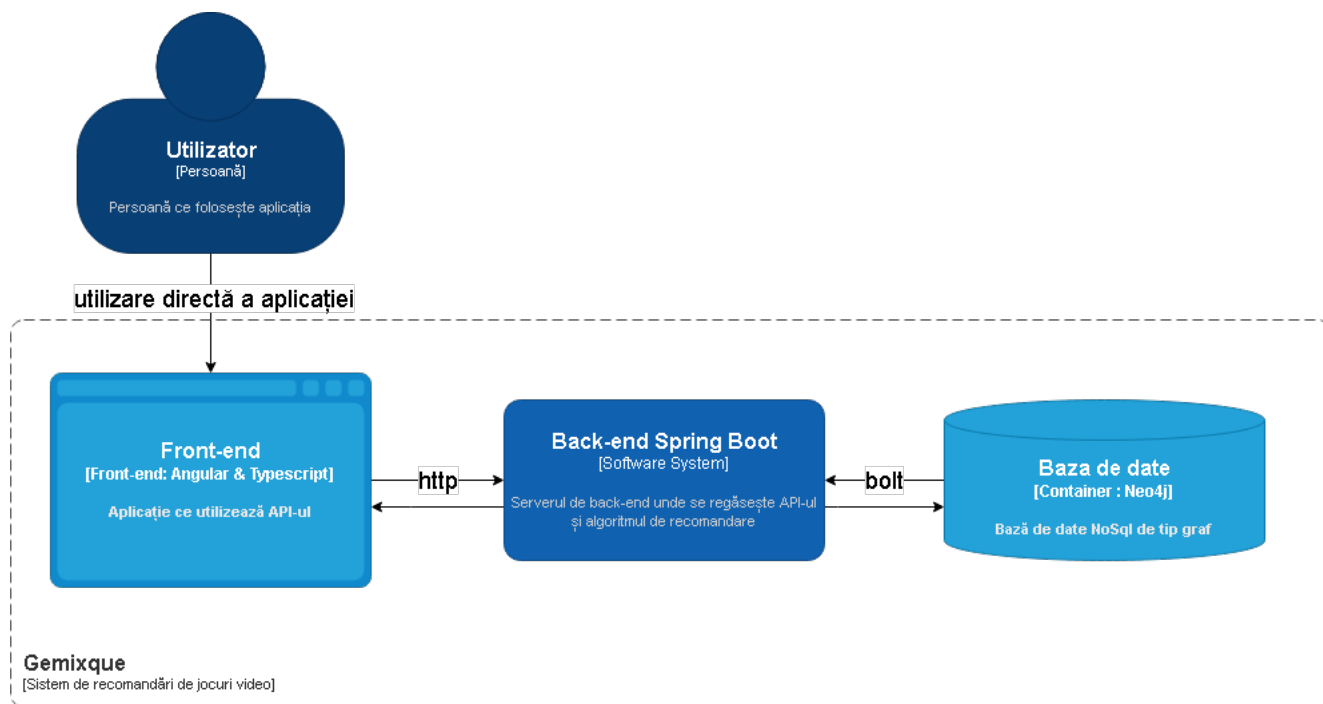 Utilizator
[Persoană]
Persoană ce folosește aplicația
utilizare directă a aplicației
Front-end
[Front-end: Angular & Typescript]
Aplicație ce utilizează API-ul
http
Back-end Spring Boot
[Software System]
Serverul de back-end unde se regăsește API-ul
și algoritmul de recomandare
bolt
Baza de date
[Container : Neo4j]
Bază de date NoSql de tip graf
Gemixque
[Sistem de recomandări de jocuri video]